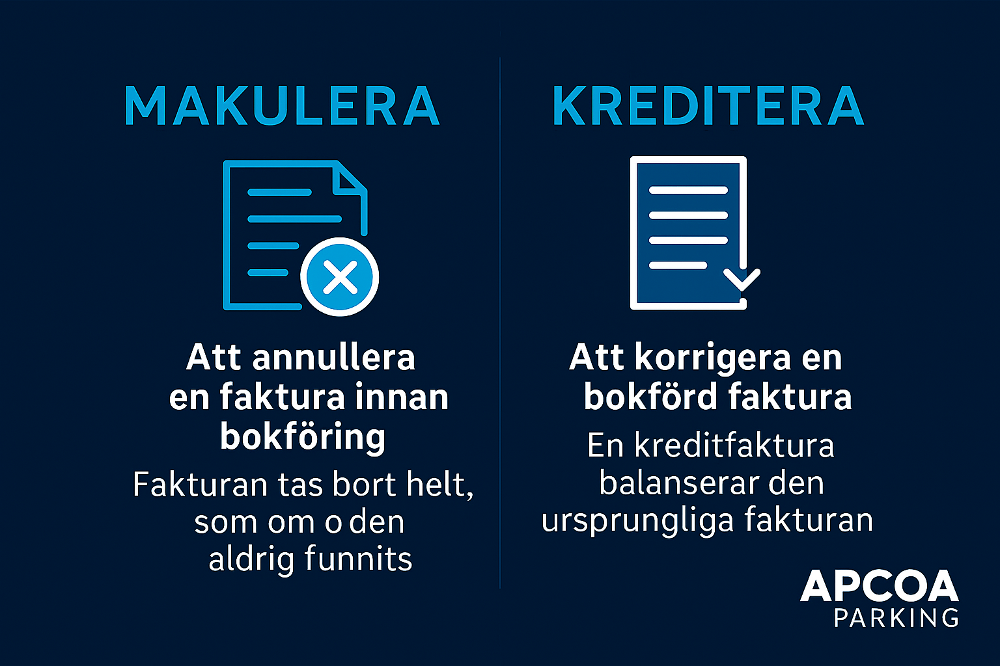 MAKULERA
Att annullera
en faktura innan
bokföring
Fakturan tas bort helt,
som om o den
aldrig funnits
KREDITERA
Att korrigera en
bokförd faktura
En kreditfaktura
balanserar den
ursprungliga fakturan
APCOA
PARKING